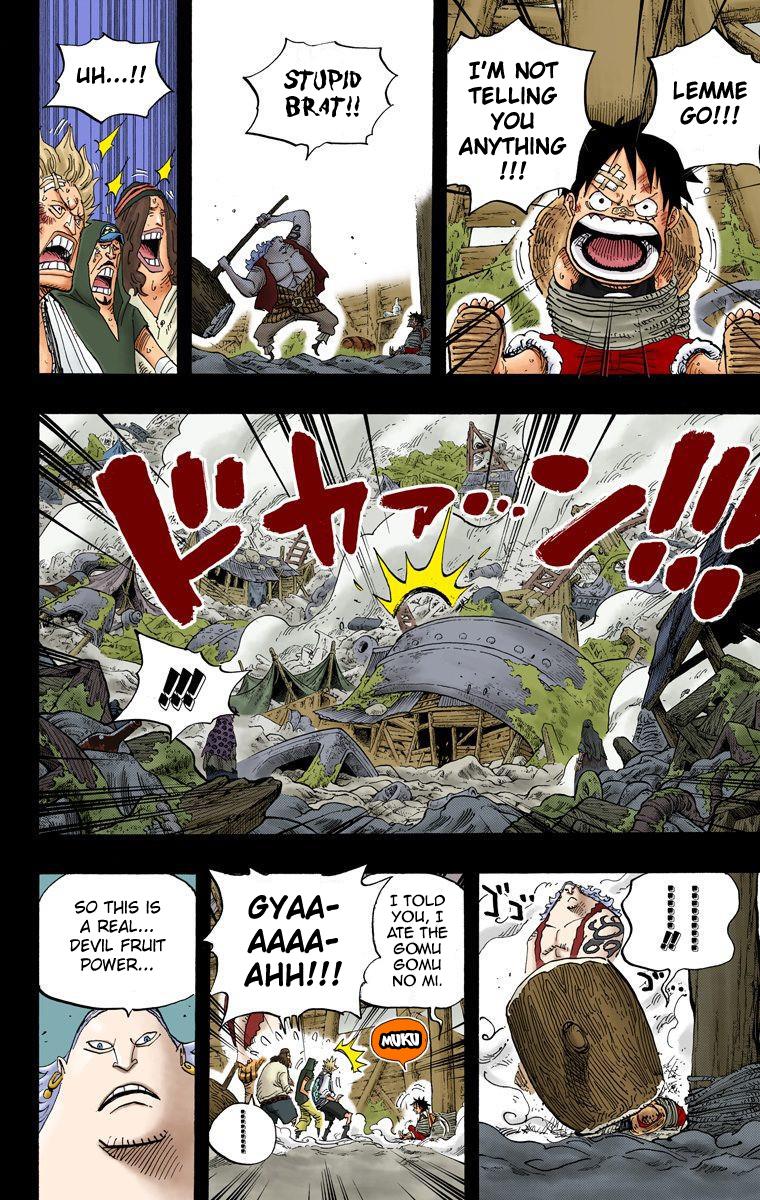 LEMME
GO!!!
I'M NOT
TELLING
YOU
ANYTHING
!!!
STUPID
BRAT!!
UH...!!
ドカァ…ン!!!
!!!
..........!!
ゴゴゴ
I TOLD
YOU, I
ATE THE
GOMU
GOMU
NO MI.
MUKU
GYAA-
AAAA-
AHH!!!
..........
SO THIS IS
A REAL...
DEVIL FRUIT
POWER...